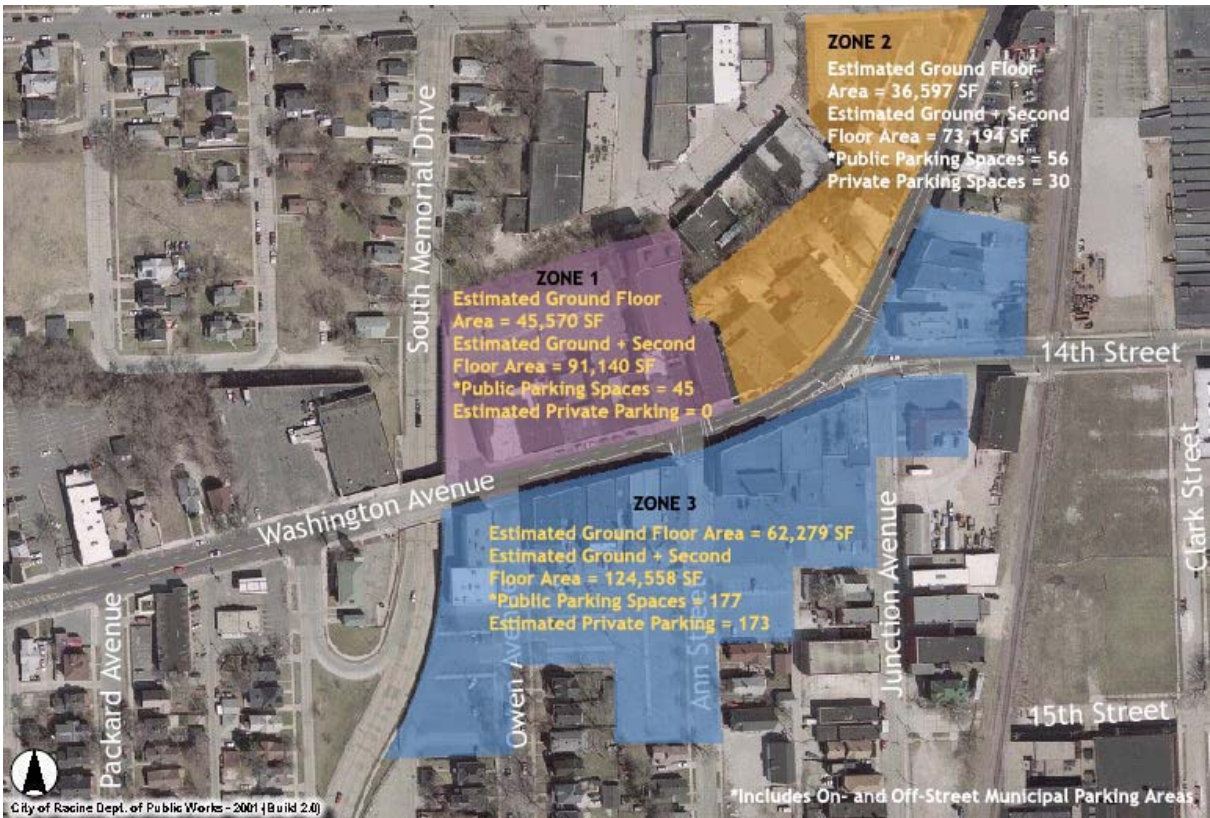 ZONE 2
Estimated Ground Floor
Area = 36,597 SF
Estimated Ground + Second
Floor Area = 73,194 SF
*Public Parking Spaces = 56
Private Parking Spaces = 30
South Memorial Drive
ZONE 1
Estimated Ground Floor
Area = 45,570 SF
Estimated Ground + Second
Floor Area = 91,140 SF
*Public Parking Spaces = 45
Estimated Private Parking = 0
14th Street
Washington Avenue
ZONE 3
Estimated Ground Floor Area = 62,279 SF
Estimated Ground + Second
Floor Area = 124,558 SF
*Public Parking Spaces = 177
Estimated Private Parking = 173
Packard Avenue
Owen Avenue
Ann Street
Junction Avenue
Clark Street
15th Street
City of Racine Dept. of Public Works - 2001 (Build 2.0)
*Includes On- and Off-Street Municipal Parking Areas